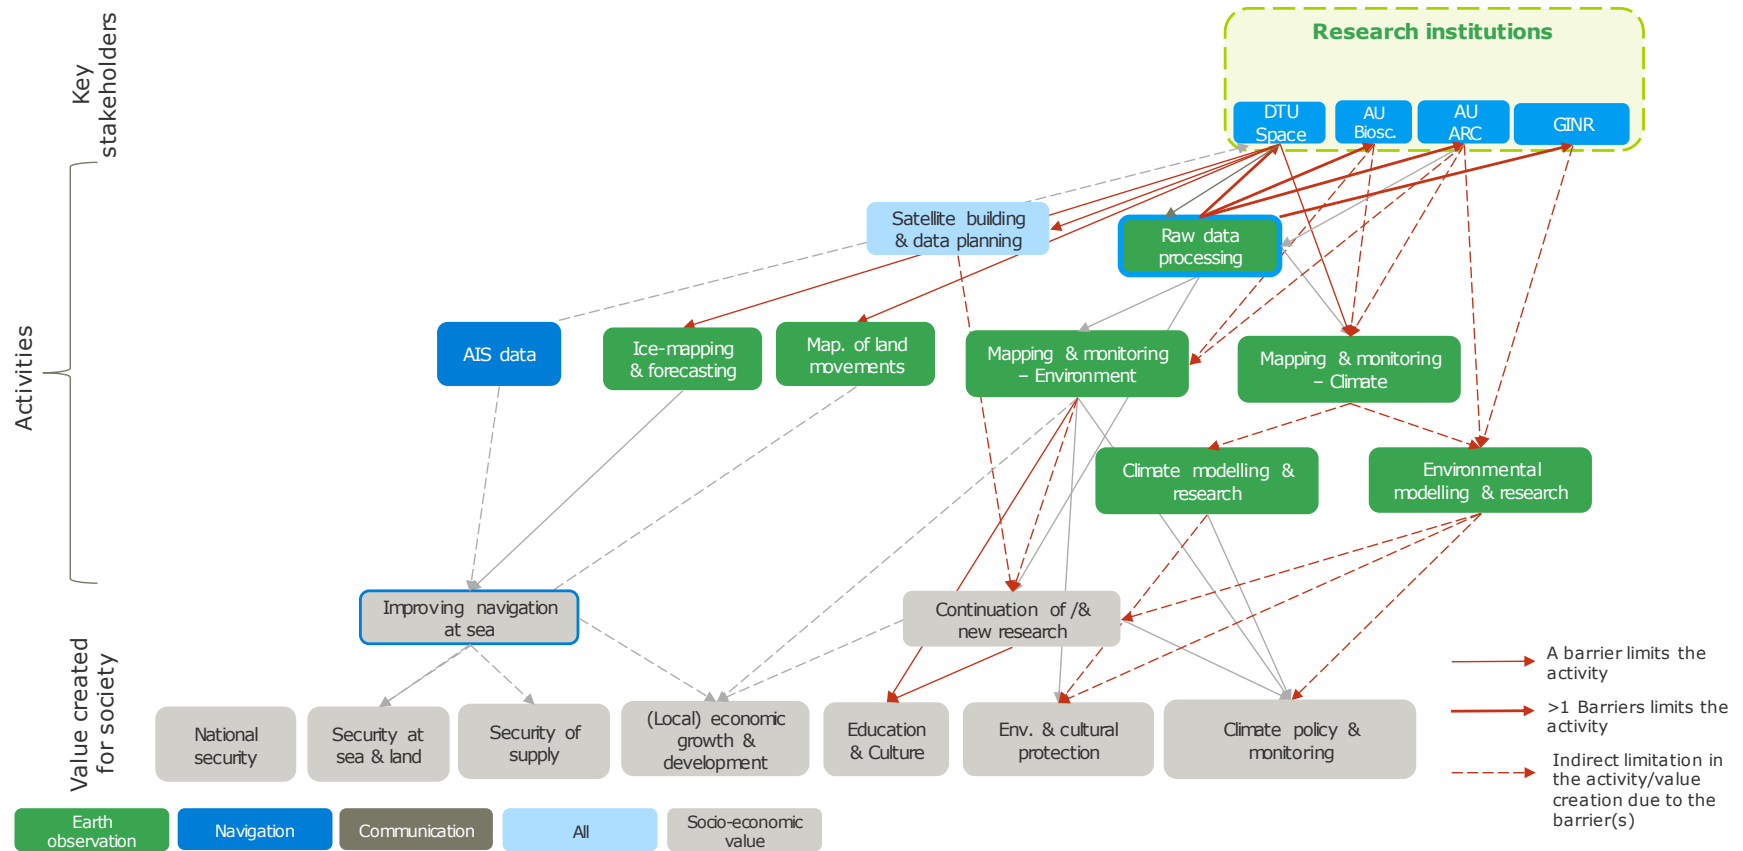 Key
stakeholders
Research institutions
DTU
Space
AU
Biosc.
AU
ARC
GINR
Activities
Satellite building
& data planning
Raw data
processing
AIS data
Ice-mapping
& forecasting
Map. of land
movements
Mapping & monitoring
– Environment
Mapping & monitoring
– Climate
Climate modelling &
research
Environmental
modelling & research
Value created
for society
Improving navigation
at sea
Continuation of /&
new research
National
security
Security at
sea & land
Security of
supply
(Local) economic
growth &
development
Education
& Culture
Env. & cultural
protection
Climate policy &
monitoring
A barrier limits the
activity
>1 Barriers limits the
activity
Indirect limitation in
the activity/value
creation due to the
barrier(s)
Earth
observation
Navigation
Communication
All
Socio-economic
value